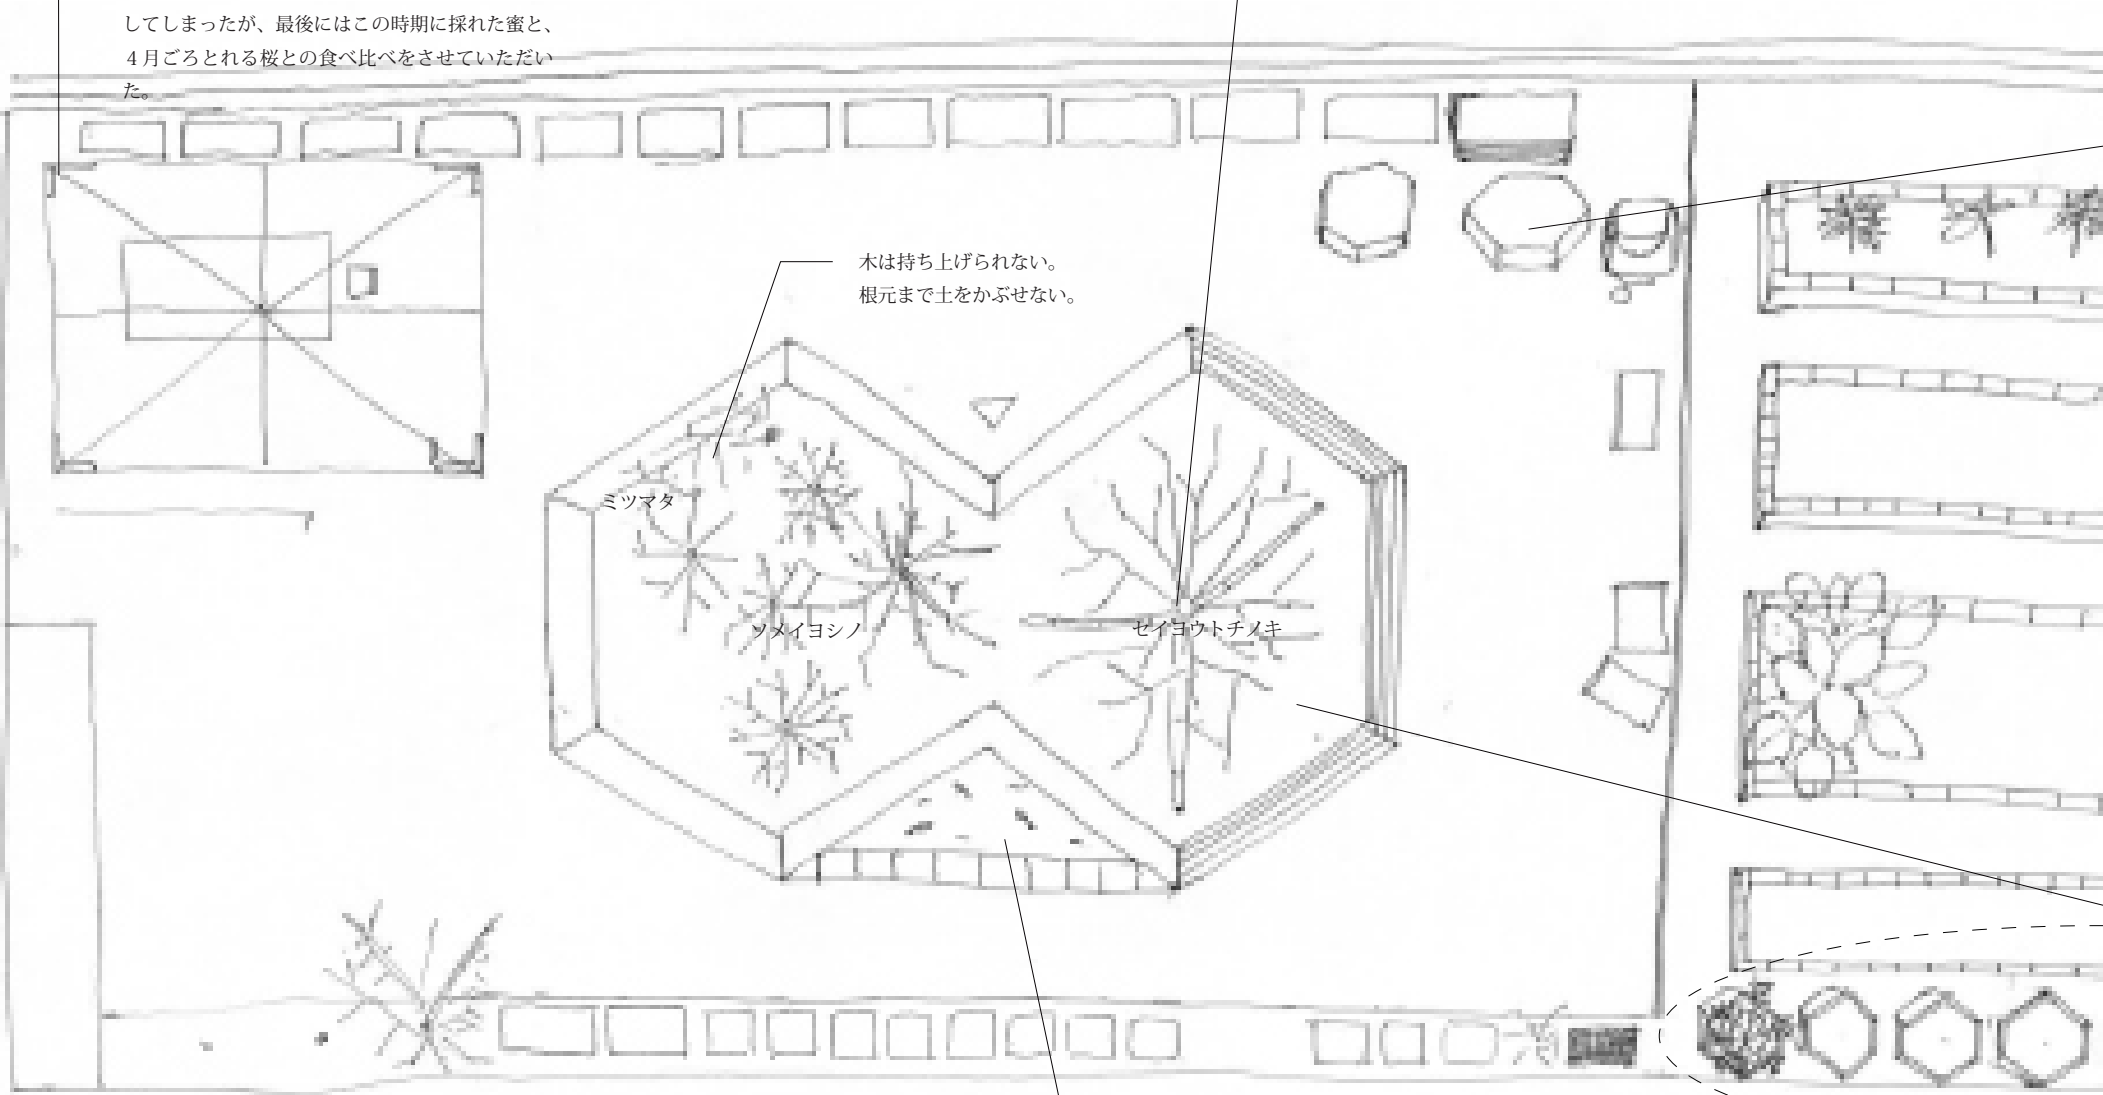 してしまったが、最後にはこの時期に採れた蜜と、
４月ごろとれる桜との食べ比べをさせていただい
た。
木は持ち上げられない。
根元まで土をかぶせない。
ミツマタ
ソメイヨシノ
セイヨウトチノキ